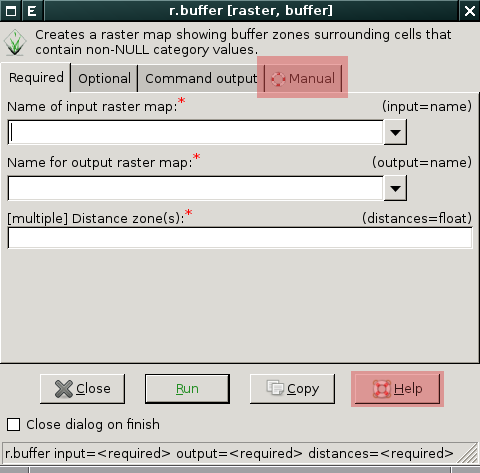 r.buffer [raster, buffer]
Creates a raster map showing buffer zones surrounding cells that
contain non-NULL category values.
Required Optional Command output Manual
Name of input raster map:* (input=name)
Name for output raster map:* (output=name)
[multiple] Distance zone(s):* (distances=float)
Close Run Copy Help
Close dialog on finish
r.buffer input=<required> output=<required> distances=<required>